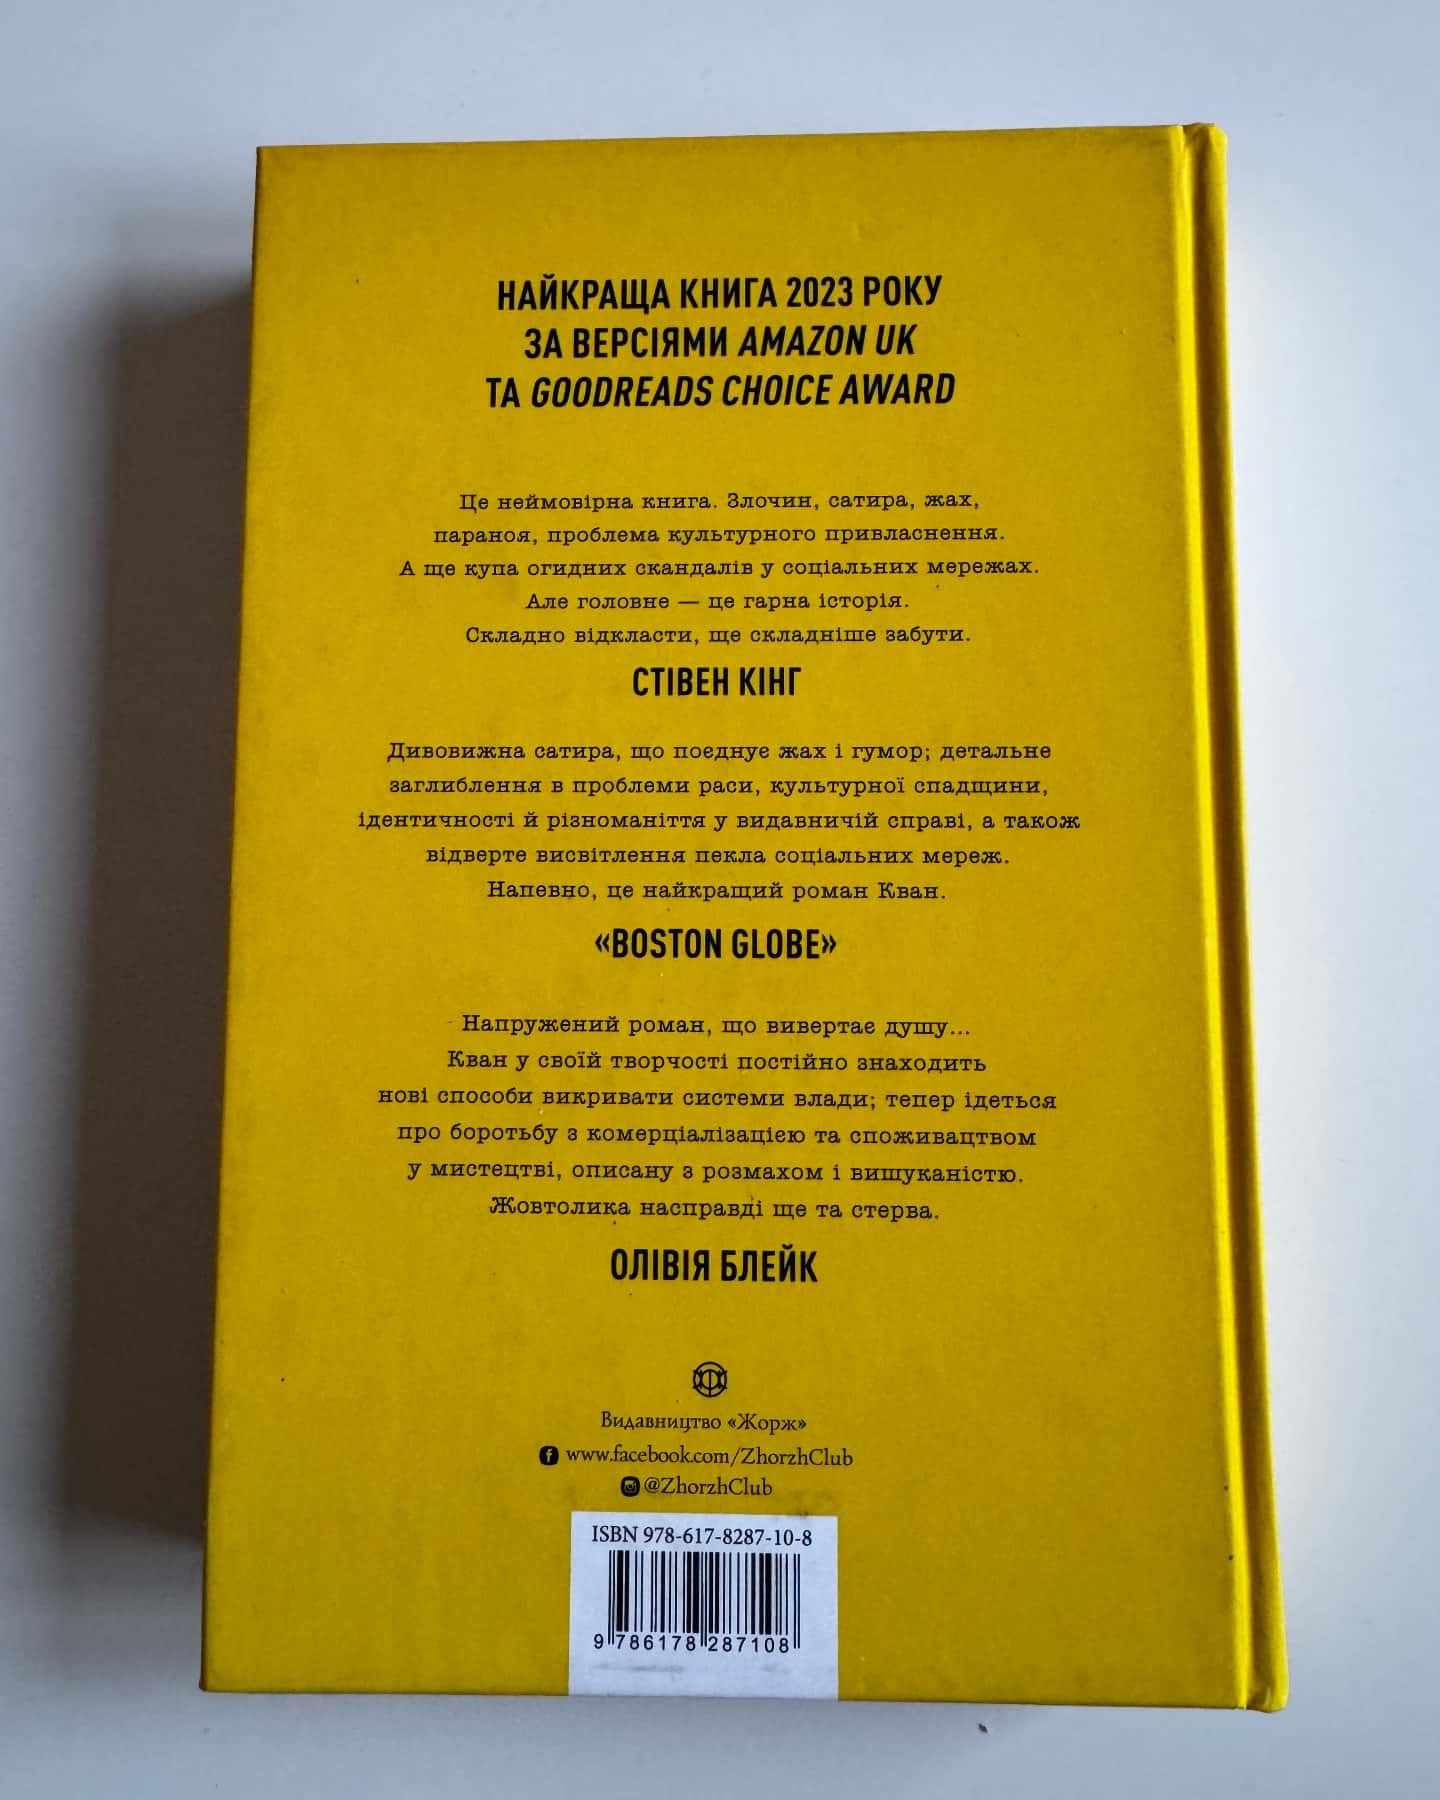 НАЙКРАЩА КНИГА 2023 РОКУ
ЗА ВЕРСІЯМИ AMAZON UK
ТА GOODREADS CHOICE AWARD
Це неймовірна книга. Злочин, сатира, жах,
параноя, проблема культурного привласнення.
А ще купа огидних скандалів у соціальних мережах.
Але головне — це гарна історія.
Складно відкласти, ще складніше забути.
СТІВЕН КІНГ
Дивовижна сатира, що поєднує жах і гумор; детальне
заглиблення в проблеми раси, культурної спадщини,
ідентичності й різноманіття у видавничій справі, а також
відверте висвітлення пекла соціальних мереж.
Напевно, це найкращий роман Кван.
«BOSTON GLOBE»
Напружений роман, що вивертає душу...
Кван у своїй творчості постійно знаходить
нові способи викривати системи влади; тепер ідеться
про боротьбу з комерціалізацією та споживацтвом
у мистецтві, описану з розмахом і вишуканістю.
Жовтолика насправді ще та стерва.
ОЛІВІЯ БЛЕЙК
Видавництво «Жорж»
www.facebook.com/ZhorzhClub
@ZhorzhClub
ISBN 978-617-8287-10-8
9 786178 287108